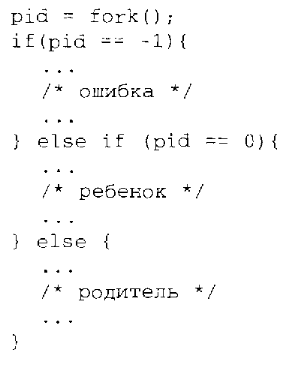 pid = fork();
if(pid == -1){
...
/* ошибка */
...
} else if (pid == 0){
...
/* ребенок */
...
} else {
...
/* родитель */
...
}